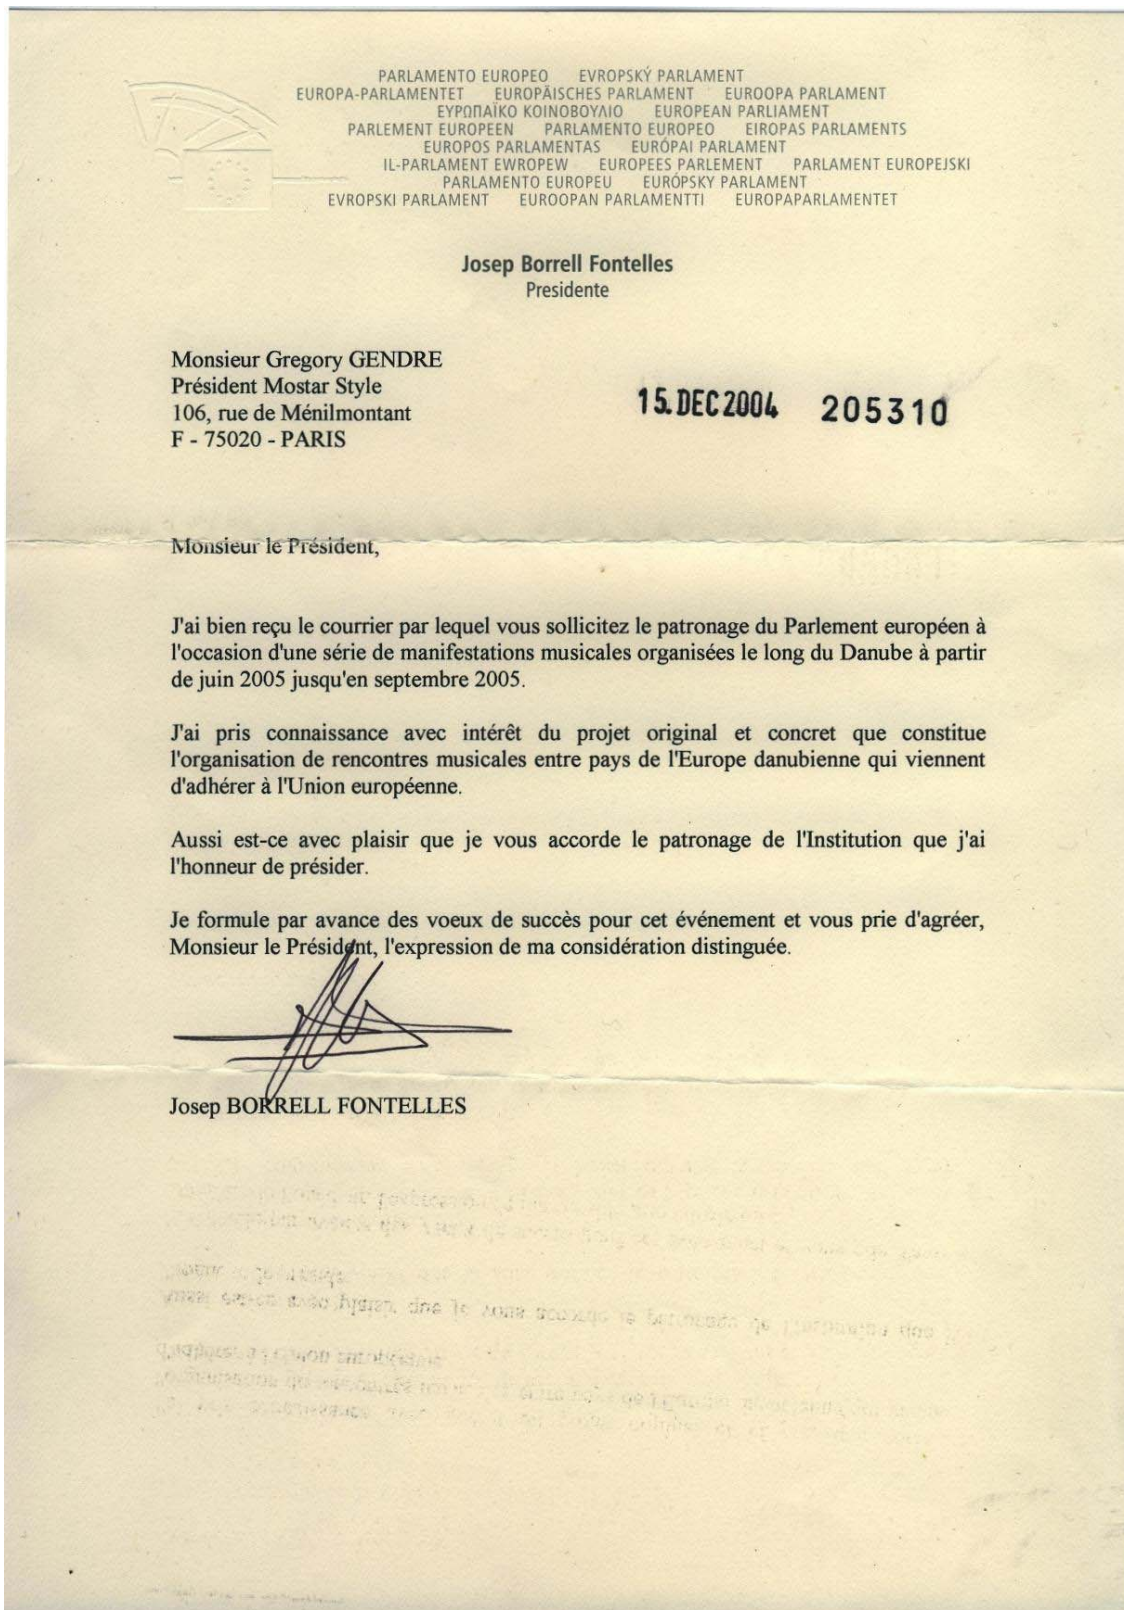 PARLAMENTO EUROPEO EVROPSKÝ PARLAMENT
EUROPA-PARLAMENTET EUROPÄISCHES PARLAMENT EUROOPA PARLAMENT
ΕΥΡΩΠΑΪΚΟ ΚΟΙΝΟΒΟΥΛΙΟ EUROPEAN PARLIAMENT
PARLEMENT EUROPEEN PARLAMENTO EUROPEO EIROPAS PARLAMENTS
EUROPOS PARLAMENTAS EURÓPAI PARLAMENT
IL-PARLAMENT EWROPEW EUROPEES PARLEMENT PARLAMENT EUROPEJSKI
PARLAMENTO EUROPEU EURÓPSKY PARLAMENT
EVROPSKI PARLAMENT EUROOPAN PARLAMENTTI EUROPAPARLAMENTET
Josep Borrell Fontelles
Presidente
Monsieur Gregory GENDRE
Président Mostar Style
106, rue de Ménilmontant
F - 75020 - PARIS
15.DEC2004 205310
Monsieur le Président,
J'ai bien reçu le courrier par lequel vous sollicitez le patronage du Parlement européen à
l'occasion d'une série de manifestations musicales organisées le long du Danube à partir
de juin 2005 jusqu'en septembre 2005.
J'ai pris connaissance avec intérêt du projet original et concret que constitue
l'organisation de rencontres musicales entre pays de l'Europe danubienne qui viennent
d'adhérer à l'Union européenne.
Aussi est-ce avec plaisir que je vous accorde le patronage de l'Institution que j'ai
l'honneur de présider.
Je formule par avance des voeux de succès pour cet événement et vous prie d'agréer,
Monsieur le Président, l'expression de ma considération distinguée.
Josep BORRELL FONTELLES